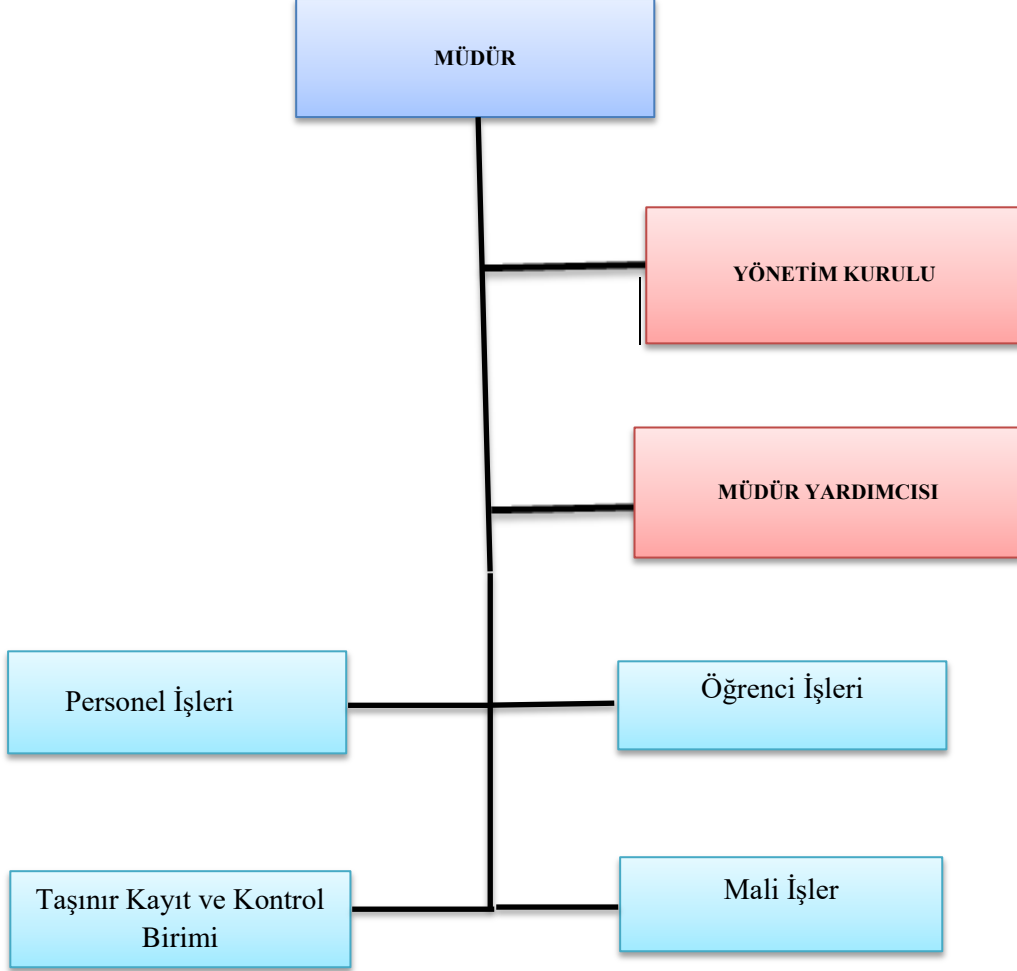 MÜDÜR
YÖNETİM KURULU
MÜDÜR YARDIMCISI
Personel İşleri
Öğrenci İşleri
Taşınır Kayıt ve Kontrol
Birimi
Mali İşler